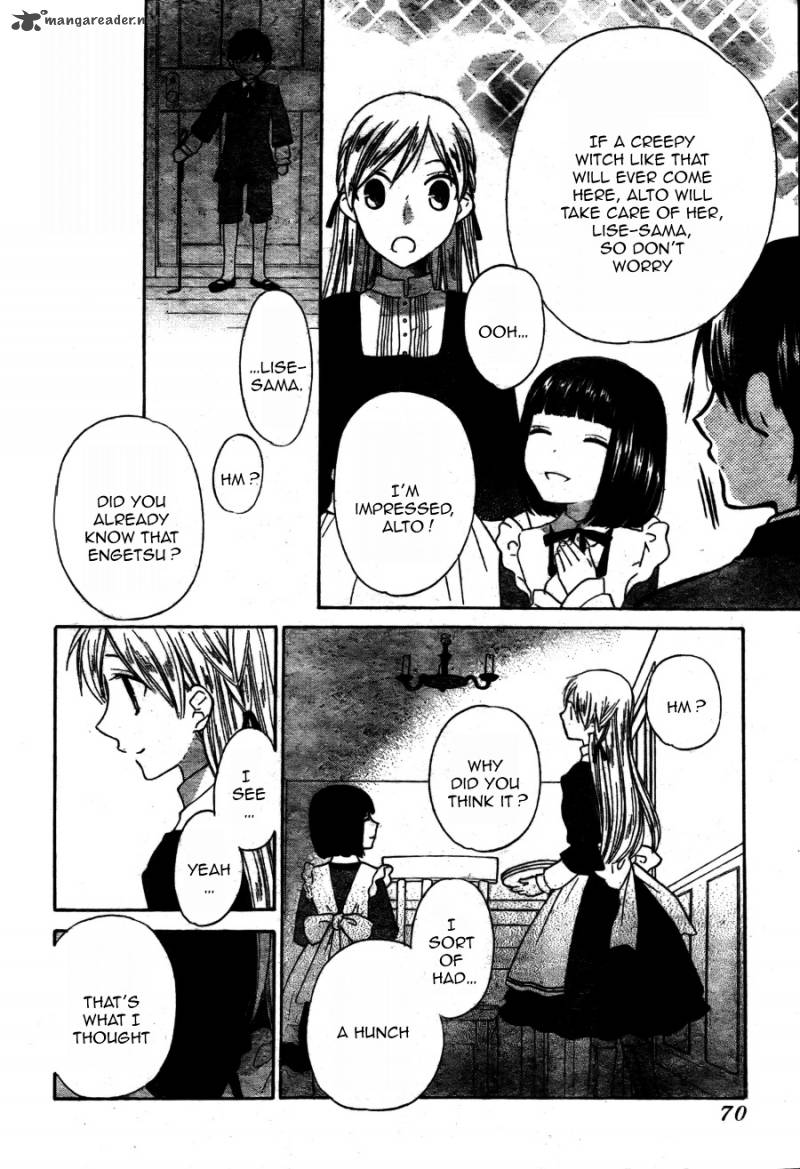 mangareader.net
IF A CREEPY
WITCH LIKE THAT
WILL EVER COME
HERE, ALTO WILL
TAKE CARE OF HER,
LISE-SAMA,
SO DON'T
WORRY
OOH...
I'M
IMPRESSED,
ALTO!
...LISE-
SAMA.
HM?
DID YOU
ALREADY
KNOW THAT
ENGETSU?
HM?
WHY
DID YOU
THINK IT?
I
SORT
OF
HAD...
A HUNCH
I
SEE
...
YEAH
...
THAT'S
WHAT I
THOUGHT
70